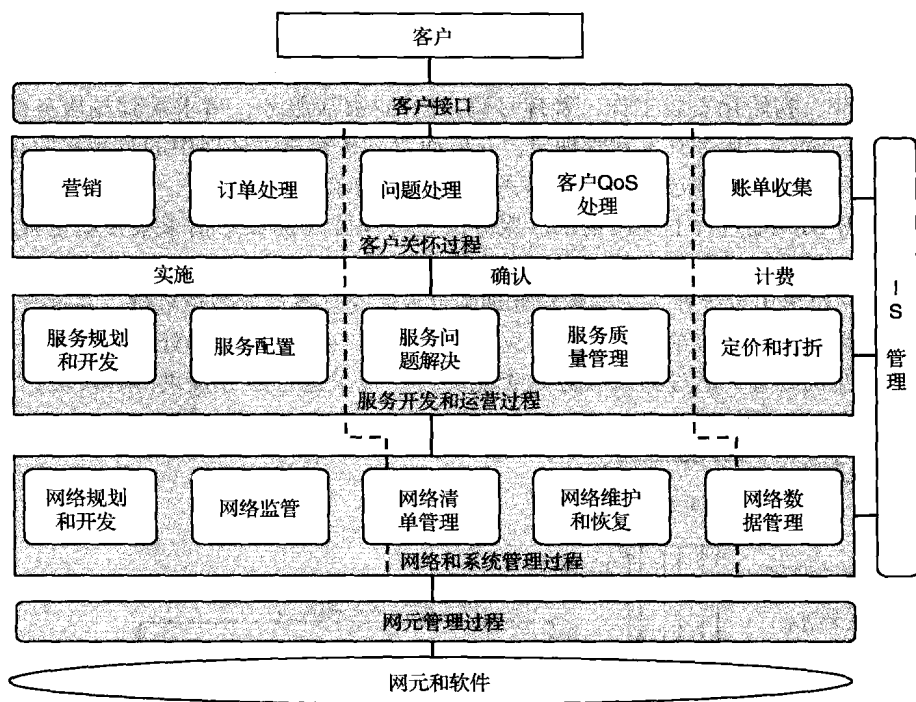 客户
客户接口
营销
订单处理
问题处理
客户QoS
处理
账单收集
客户关怀过程
实施
确认
计费
服务规划
和开发
服务配置
服务问
题解决
服务质
量管理
定价和打折
服务开发和运营过程
网络规划
和开发
网络监管
网络清
单管理
网络维护
和恢复
网络数
据管理
网络和系统管理过程
I
S
管
理
网元管理过程
网元和软件